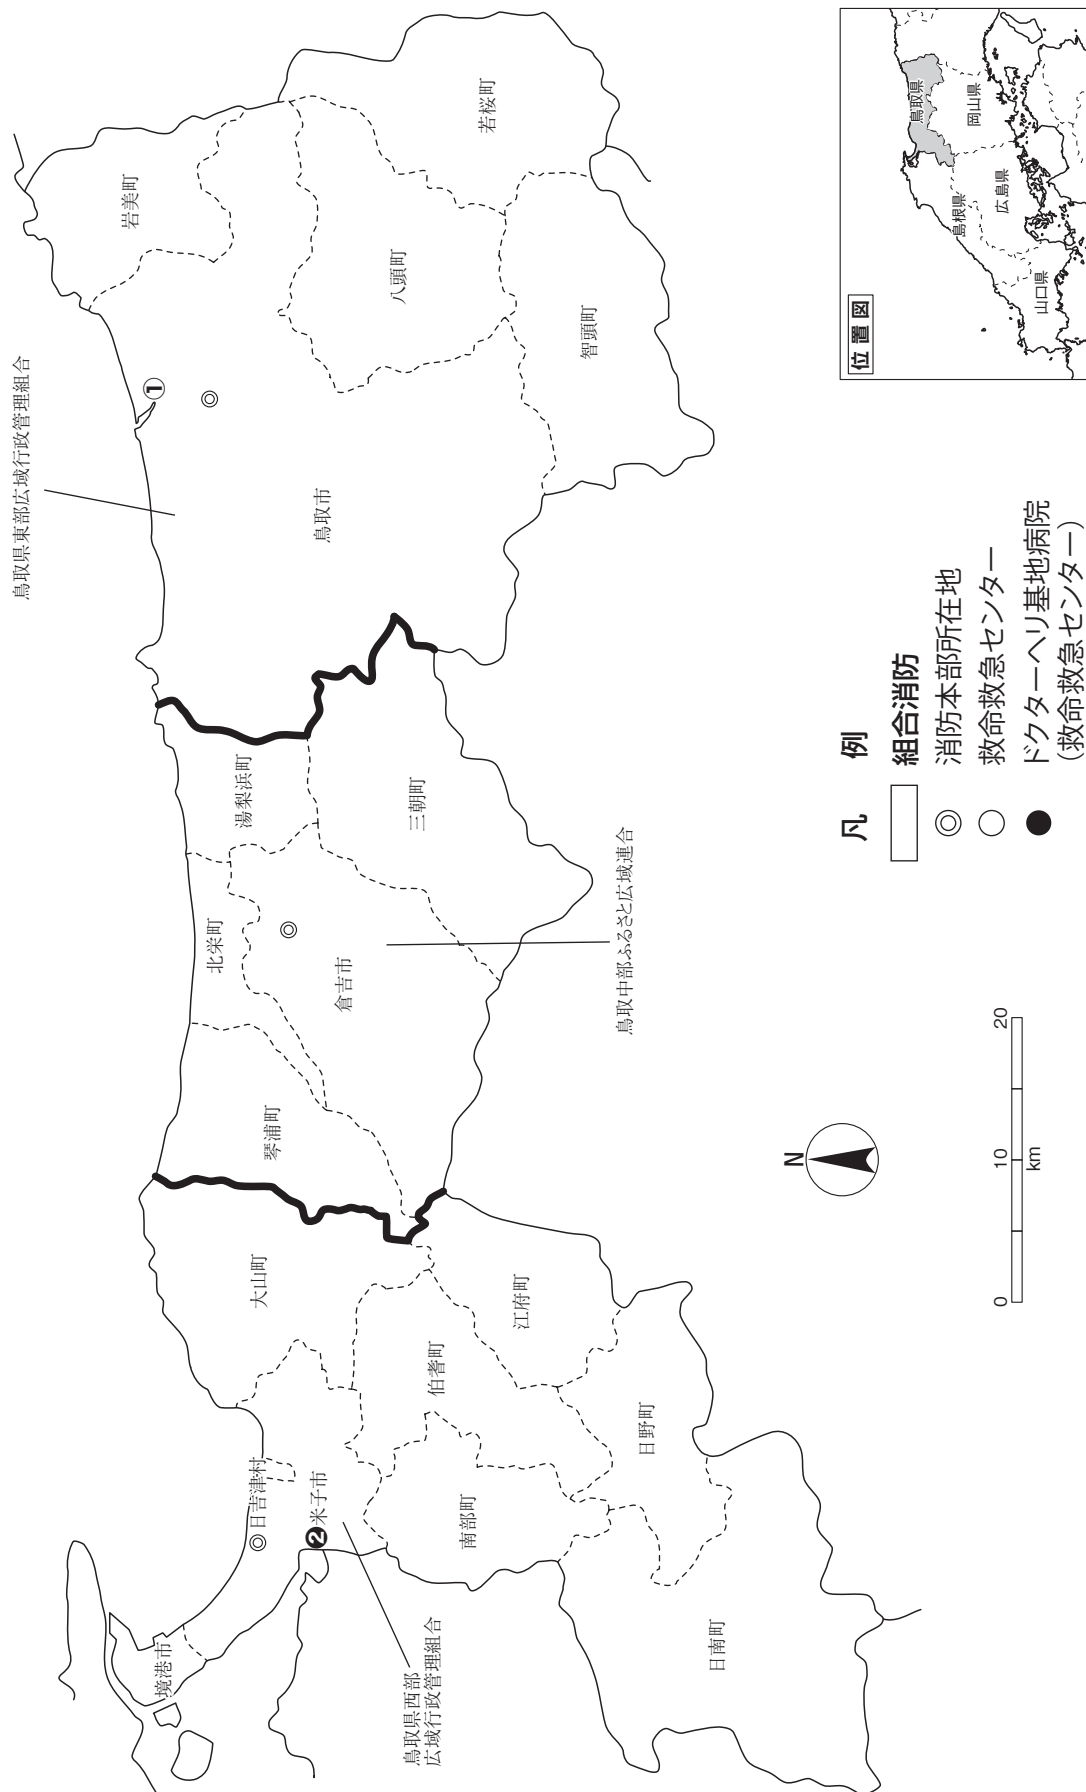 鳥取県東部広域行政管理組合
岩美町
①
若桜町
八頭町
鳥取市
智頭町
湯梨浜町
三朝町
北栄町
倉吉市
琴浦町
鳥取中部ふるさと広域連合
大山町
江府町
伯耆町
日吉津村
❷米子市
南部町
日野町
境港市
日南町
鳥取県西部
広域行政管理組合
N
0 10 20
km
凡例
組合消防
消防本部所在地
救命救急センター
ドクターヘリ基地病院
(救命救急センター)
位置図
鳥取県
岡山県
島根県
広島県
山口県